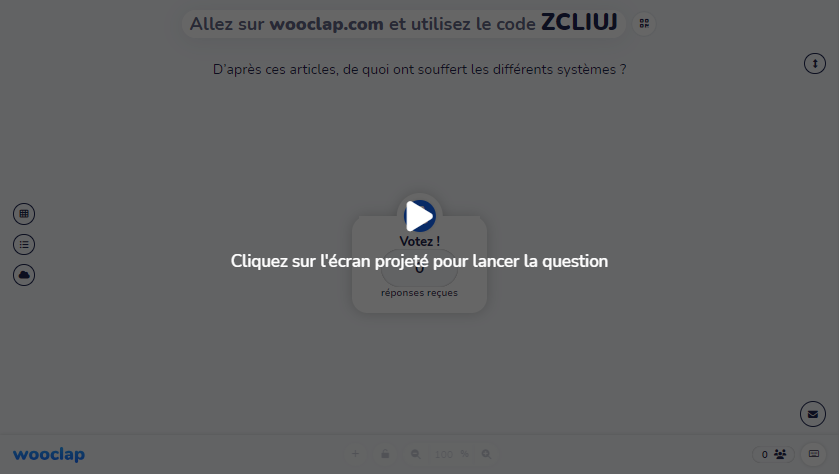 Allez sur wooclap.com et utilisez le code ZCLIUJ
D'après ces articles, de quoi ont souffert les différents systèmes ?
Votez !
Cliquez sur l'écran projeté pour lancer la question
0
réponses reçues
wooclap
100 %
0